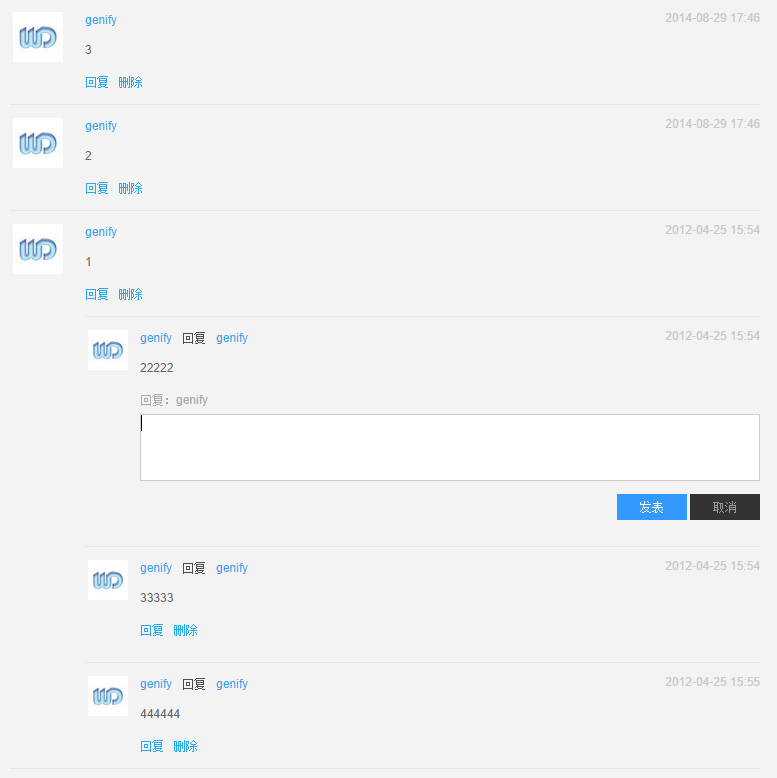 genify 2014-08-29 17:46
3
回复 删除
genify 2014-08-29 17:46
2
回复 删除
genify 2012-04-25 15:54
1
回复 删除
genify 回复 genify 2012-04-25 15:54
22222
回复：genify
发表 取消
genify 回复 genify 2012-04-25 15:54
33333
回复 删除
genify 回复 genify 2012-04-25 15:55
444444
回复 删除